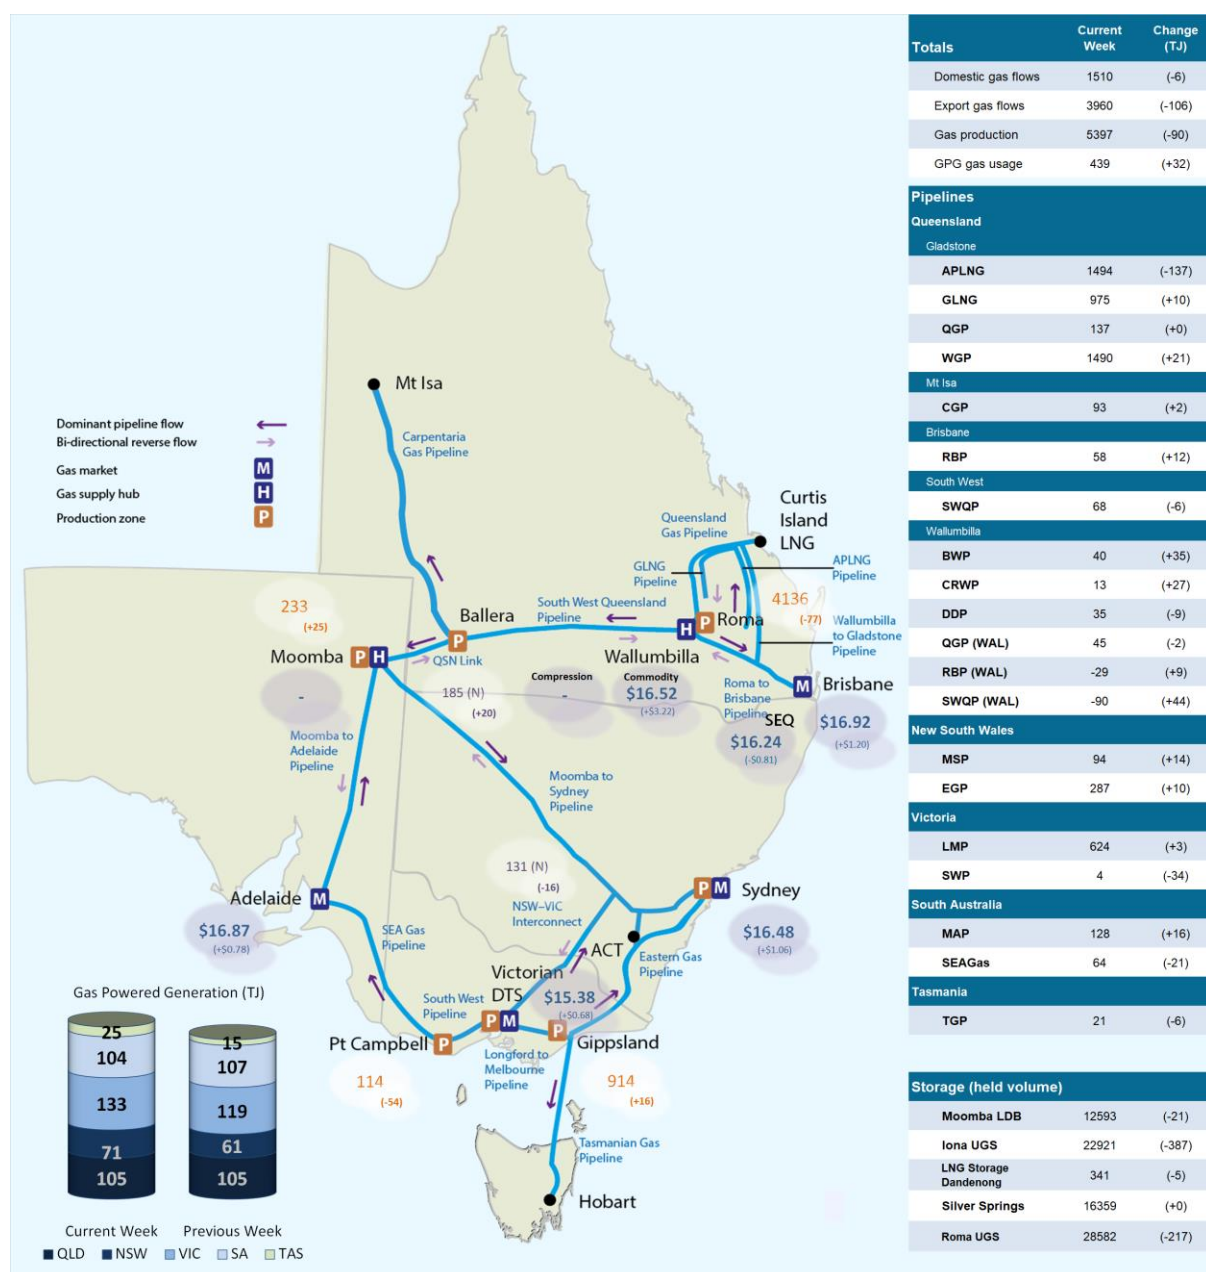 Mt Isa
Dominant pipeline flow
Bi-directional reverse flow
Gas market M
Gas supply hub H
Production zone P
Carpentaria
Gas Pipeline
Queensland
Gas Pipeline
Curtis
Island
LNG
GLNG
Pipeline
APLNG
Pipeline
233
(+25)
4136
(-77)
Ballera
P
South West Queensland
Pipeline
H P Roma
Wallumbilla
Wallumbilla
to Gladstone
Pipeline
Moomba P H
QSN Link
-
185 (N)
(+20)
Compression
-
Commodity
$16.52
(+$3.22)
Roma to
Brisbane
Pipeline
M Brisbane
SEQ
$16.24
(-$0.81)
$16.92
(+$1.20)
Moomba to
Adelaide
Pipeline
Moomba to
Sydney
Pipeline
131 (N)
(-16)
NSW-VIC
Interconnect
P M Sydney
$16.48
(+$1.06)
Adelaide M
$16.87
(+$0.78)
SEA Gas
Pipeline
ACT
Eastern Gas
Pipeline
Victorian
DTS
P M
$15.38
(+$0.68)
South West
Pipeline
Pt Campbell P
114
(-54)
Longford to
Melbourne
Pipeline
P
Gippsland
914
(+16)
Tasmanian Gas
Pipeline
Hobart
Gas Powered Generation (TJ)
25 15
104 107
133 119
71 61
105 105
Current Week Previous Week
QLD NSW VIC SA TAS
Totals Current Week Change (TJ)
Domestic gas flows 1510 (-6)
Export gas flows 3960 (-106)
Gas production 5397 (-90)
GPG gas usage 439 (+32)
Pipelines
Queensland
Gladstone
APLNG 1494 (-137)
GLNG 975 (+10)
QGP 137 (+0)
WGP 1490 (+21)
Mt Isa
CGP 93 (+2)
Brisbane
RBP 58 (+12)
South West
SWQP 68 (-6)
Wallumbilla
BWP 40 (+35)
CRWP 13 (+27)
DDP 35 (-9)
QGP (WAL) 45 (-2)
RBP (WAL) -29 (+9)
SWQP (WAL) -90 (+44)
New South Wales
MSP 94 (+14)
EGP 287 (+10)
Victoria
LMP 624 (+3)
SWP 4 (-34)
South Australia
MAP 128 (+16)
SEAGas 64 (-21)
Tasmania
TGP 21 (-6)
Storage (held volume)
Moomba LDB 12593 (-21)
Iona UGS 22921 (-387)
LNG Storage
Dandenong 341 (-5)
Silver Springs 16359 (+0)
Roma UGS 28582 (-217)